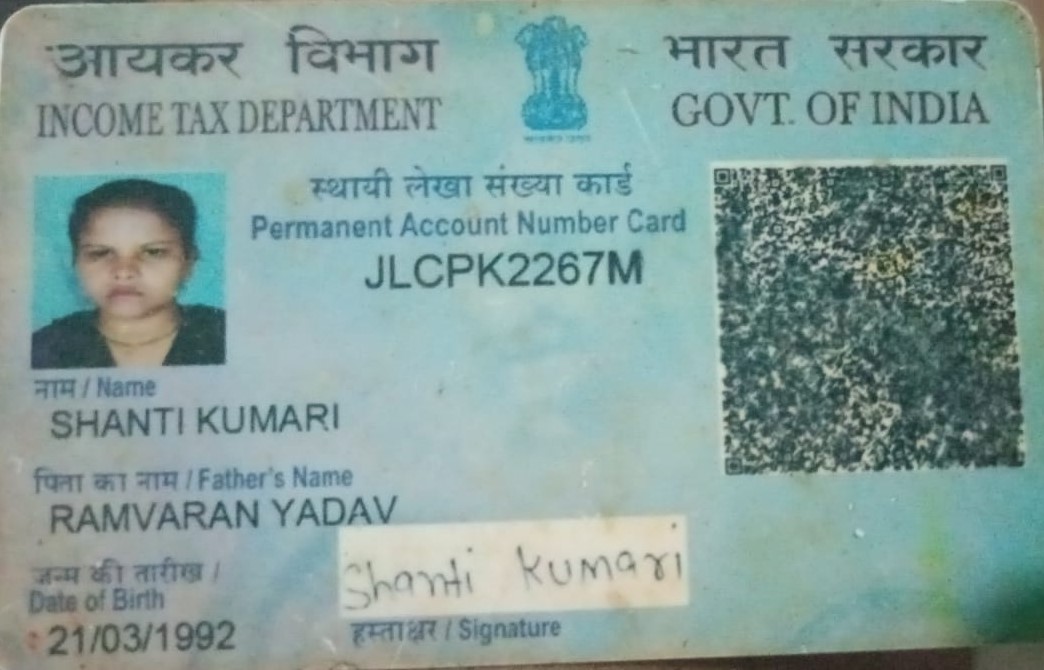 आयकर विभाग
INCOME TAX DEPARTMENT
भारत सरकार
GOVT. OF INDIA
स्थायी लेखा संख्या कार्ड
Permanent Account Number Card
JLCPK2267M
नाम / Name
SHANTI KUMARI
पिता का नाम / Father's Name
RAMVARAN YADAV
जन्म की तारीख /
Date of Birth
21/03/1992
Shanti Kumari
हस्ताक्षर / Signature